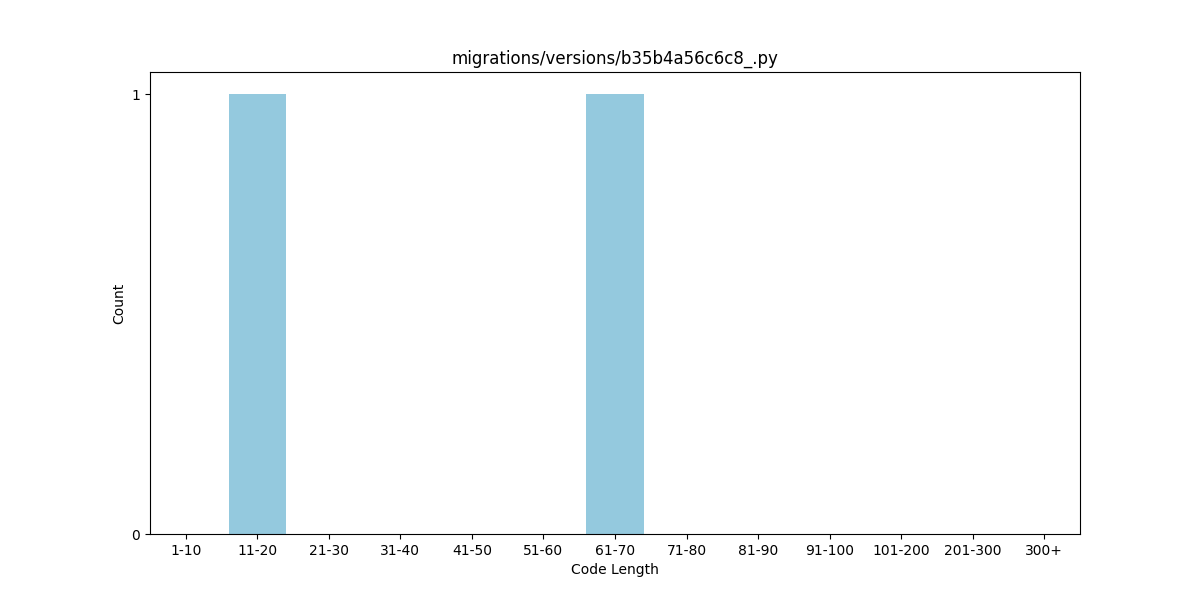 migrations/versions/b35b4a56c6c8_.py
1
Count
0
1-10 11-20 21-30 31-40 41-50 51-60 61-70 71-80 81-90 91-100 101-200 201-300 300+
Code Length